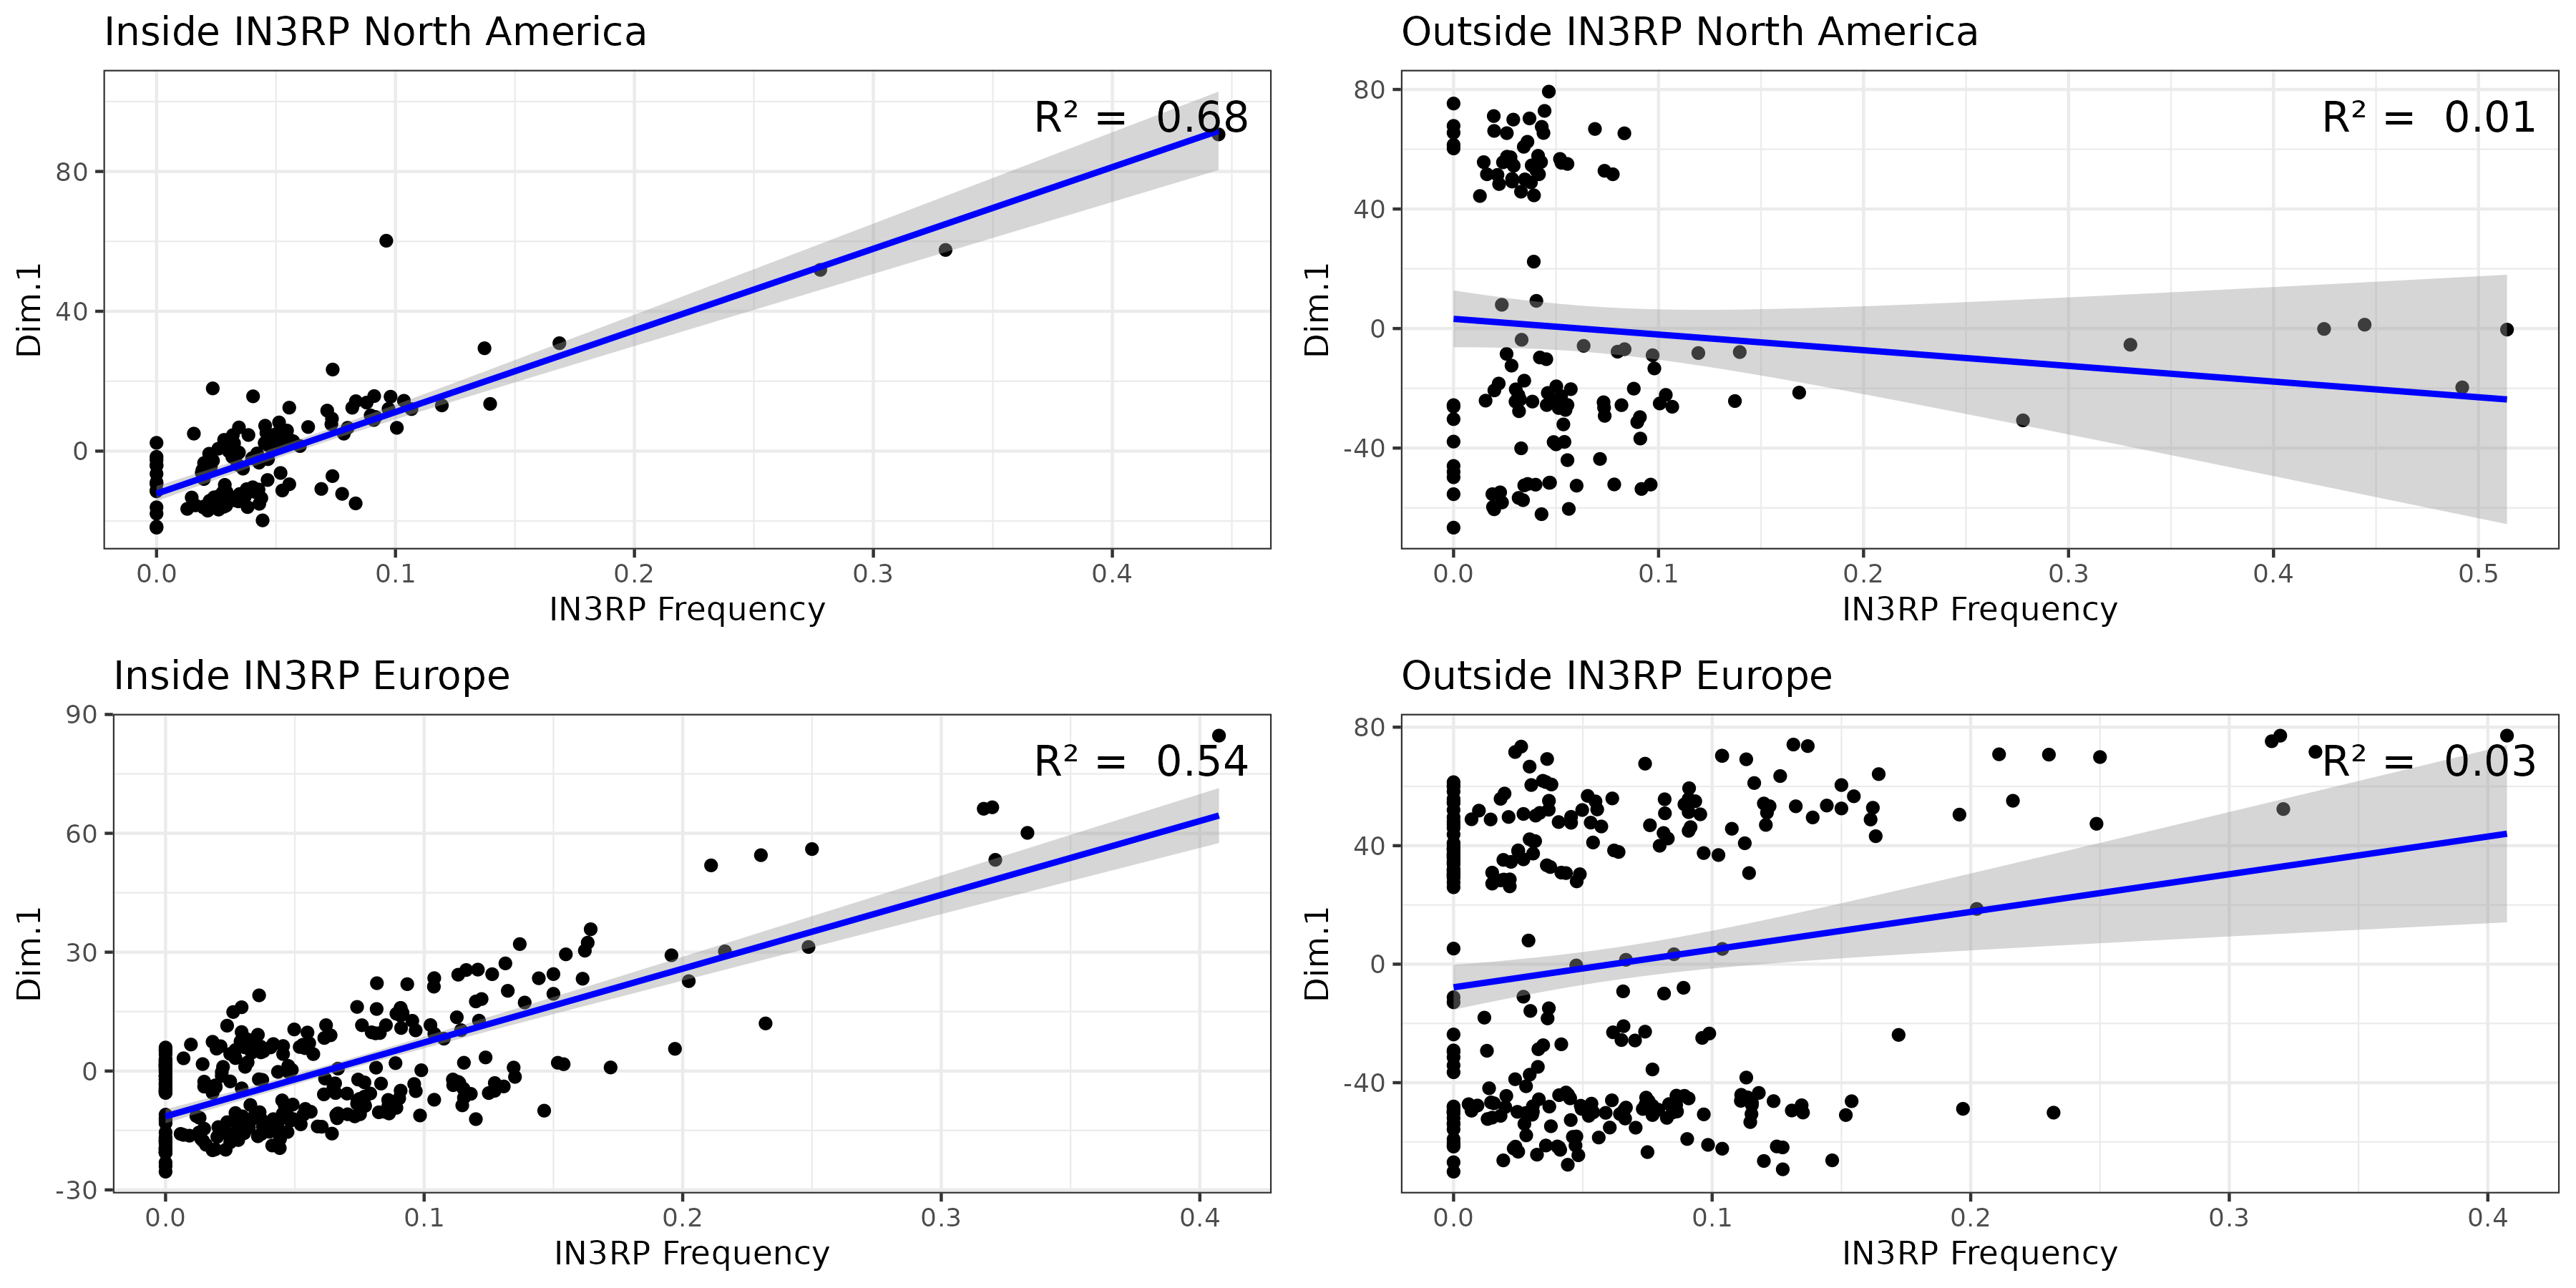 Inside IN3RP North America
R² = 0.68
80
40
0
Dim.1
0.0 0.1 0.2 0.3 0.4
IN3RP Frequency
Outside IN3RP North America
R² = 0.01
80
40
0
-40
Dim.1
0.0 0.1 0.2 0.3 0.4 0.5
IN3RP Frequency
Inside IN3RP Europe
R² = 0.54
90
60
30
0
-30
Dim.1
0.0 0.1 0.2 0.3 0.4
IN3RP Frequency
Outside IN3RP Europe
R² = 0.03
80
40
0
-40
Dim.1
0.0 0.1 0.2 0.3 0.4
IN3RP Frequency